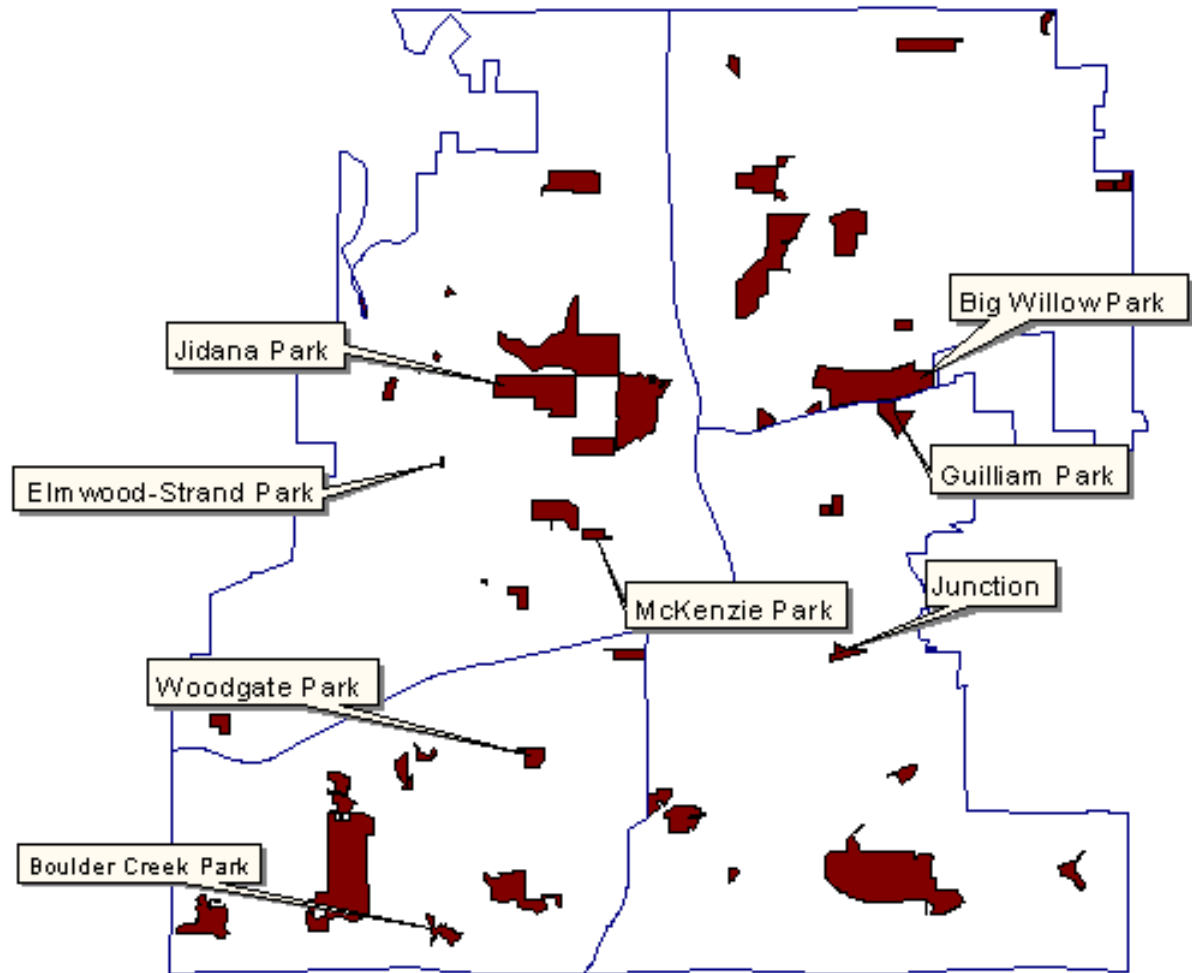 Big Willow Park
Jidana Park
Guilliam Park
Elmwood-Strand Park
Junction
McKenzie Park
Woodgate Park
Boulder Creek Park